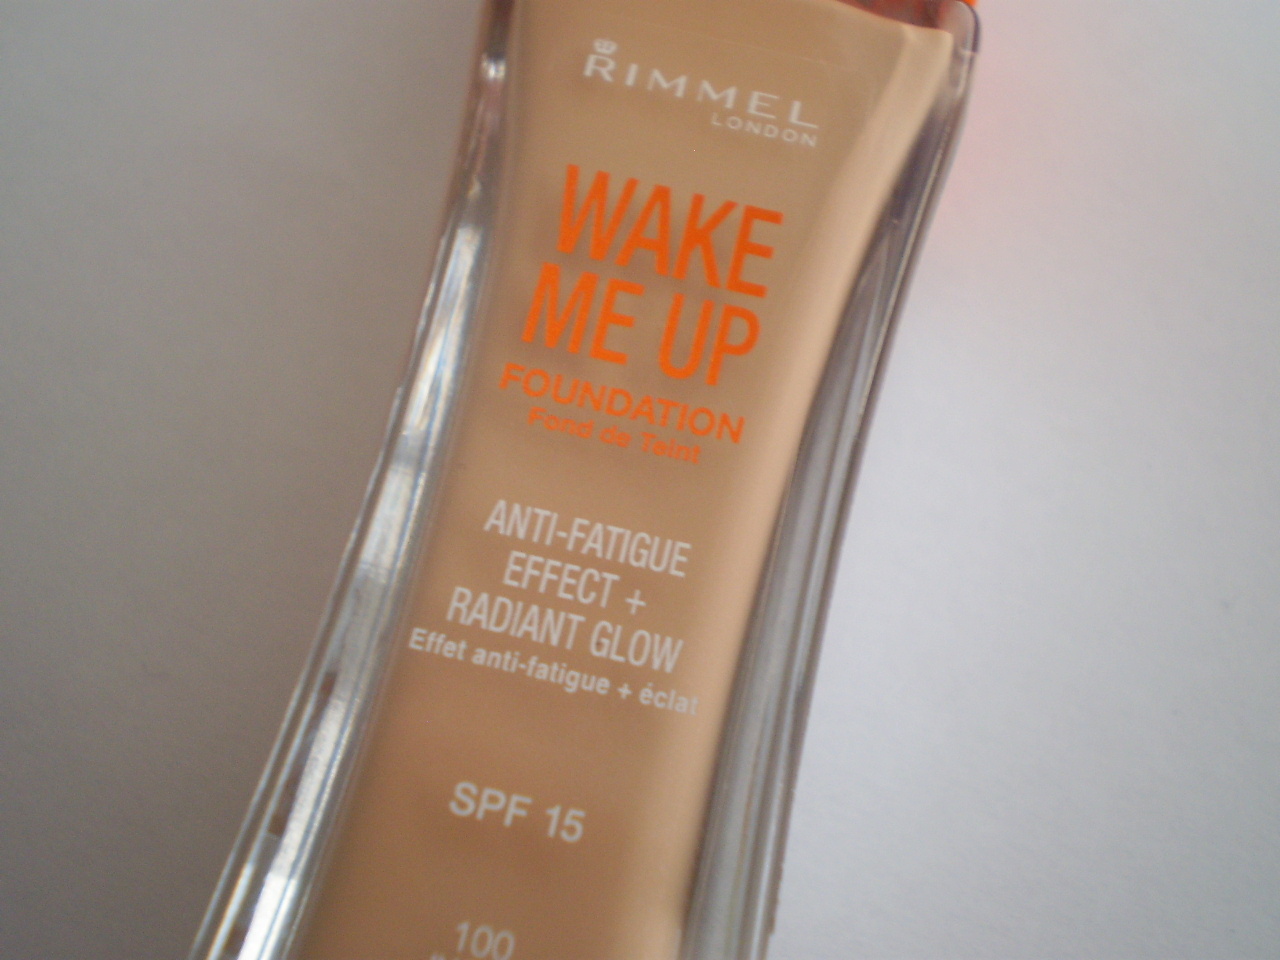 RIMMEL
LONDON
WAKE
ME UP
FOUNDATION
Fond de Teint
ANTI-FATIGUE
EFFECT +
RADIANT GLOW
Effet anti-fatigue + éclat
SPF 15
100